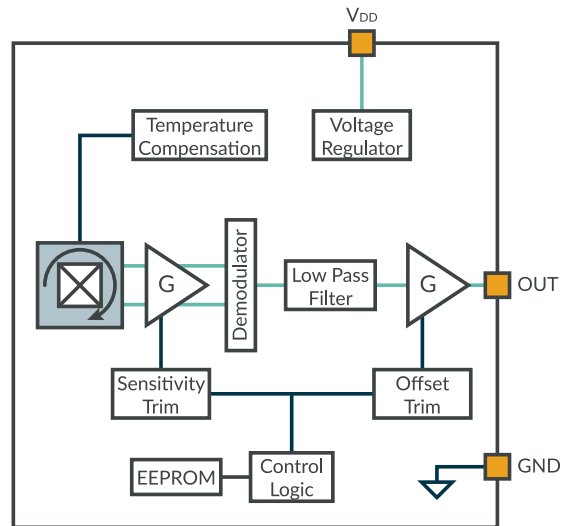 VDD
Temperature
Compensation
Voltage
Regulator
G
Demodulator
Low Pass
Filter
G
OUT
Sensitivity
Trim
Offset
Trim
EEPROM
Control
Logic
GND